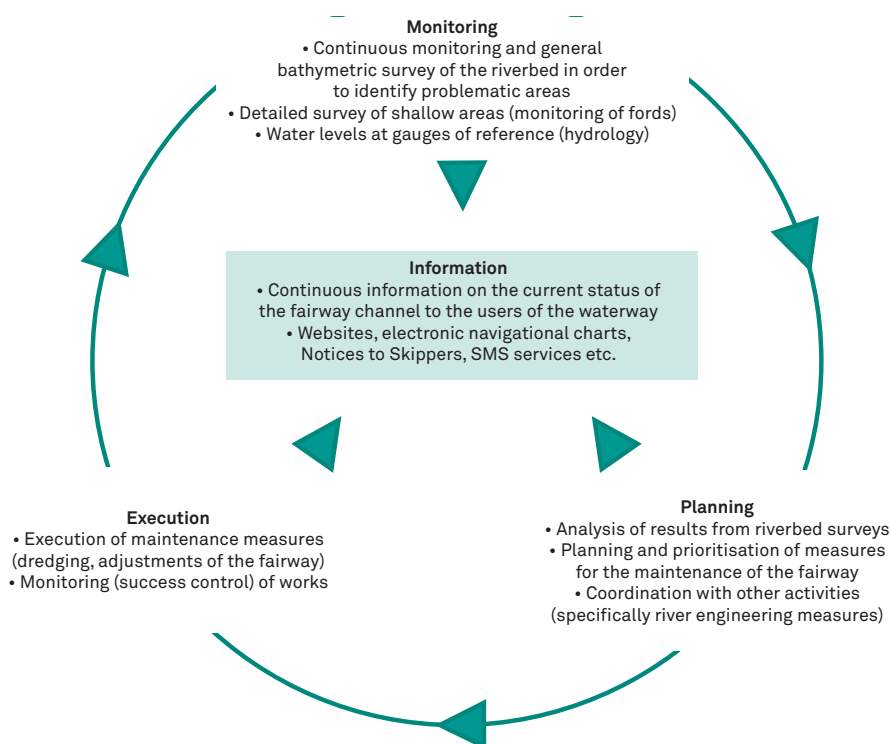 Monitoring
• Continuous monitoring and general
bathymetric survey of the riverbed in order
to identify problematic areas
• Detailed survey of shallow areas (monitoring of fords)
• Water levels at gauges of reference (hydrology)
Information
• Continuous information on the current status of
the fairway channel to the users of the waterway
• Websites, electronic navigational charts,
Notices to Skippers, SMS services etc.
Execution
• Execution of maintenance measures
(dredging, adjustments of the fairway)
• Monitoring (success control) of works
Planning
• Analysis of results from riverbed surveys
• Planning and prioritisation of measures
for the maintenance of the fairway
• Coordination with other activities
(specifically river engineering measures)